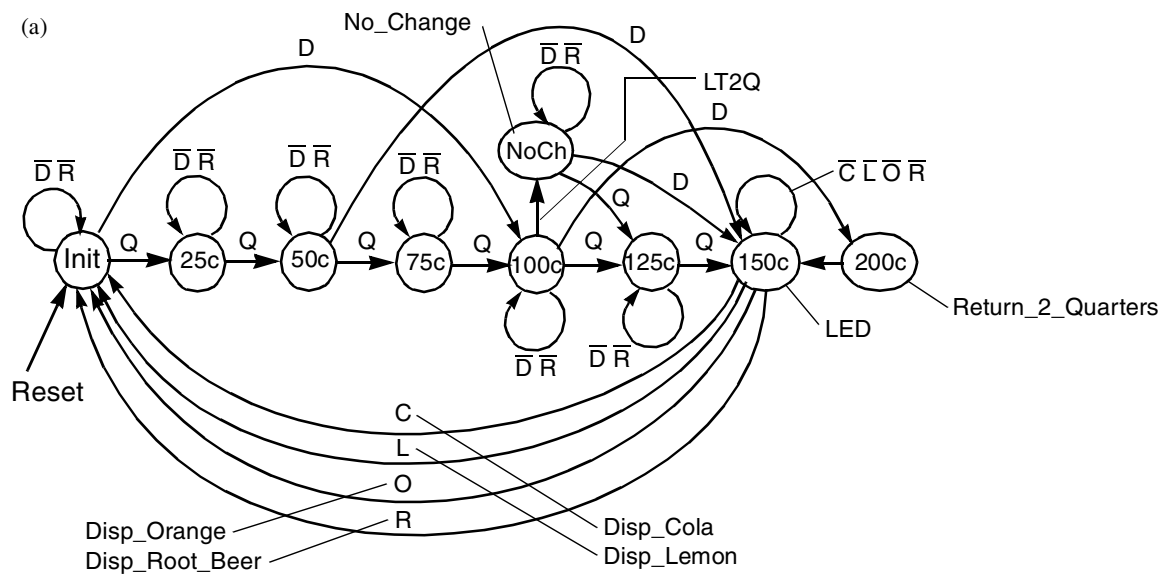 (a)
No_Change
D
D
D̅ R̅
LT2Q
D
NoCh
D̅ R̅
D̅ R̅
D̅ R̅
D̅ R̅
C̅ L̅ O̅ R̅
D
Q
Init
Q
25c
Q
50c
Q
75c
Q
100c
Q
125c
Q
150c
200c
Return_2_Quarters
LED
D̅ R̅
D̅ R̅
Reset
C
L
O
R
Disp_Orange
Disp_Cola
Disp_Root_Beer
Disp_Lemon